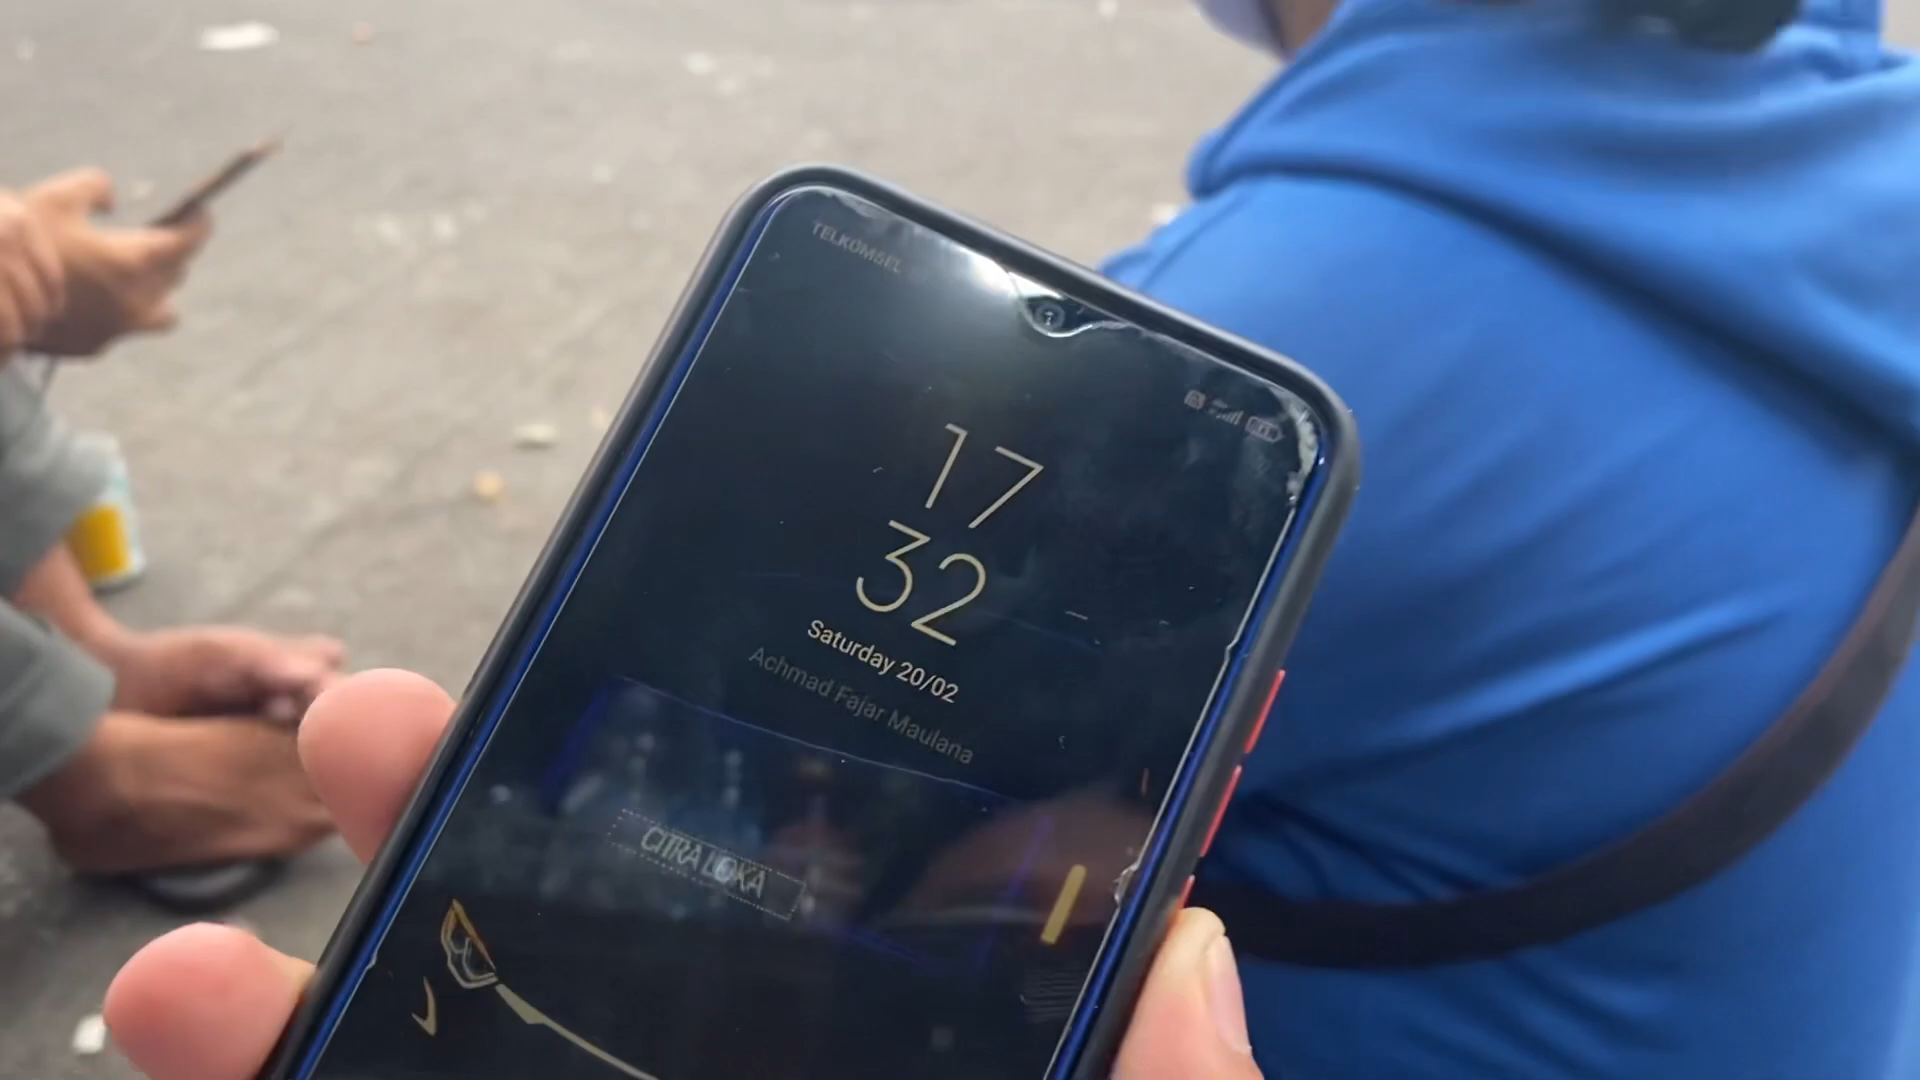 TELKOMSEL
17
32
Saturday 20/02
Achmad Fajar Maulana
CITRA LOKA